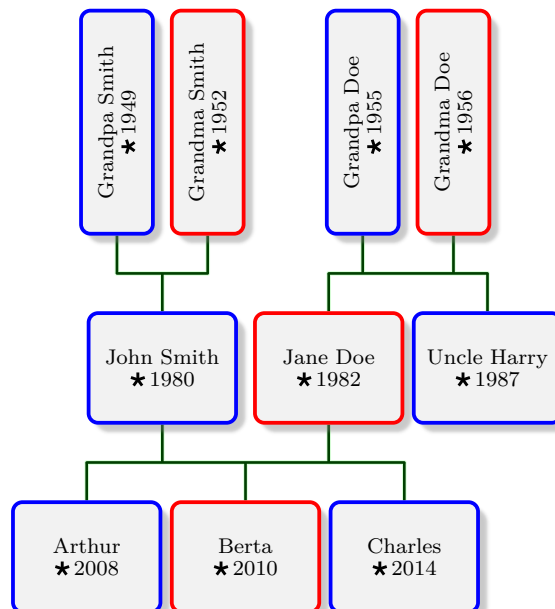 Grandpa Smith
★1949
Grandma Smith
★1952
Grandpa Doe
★1955
Grandma Doe
★1956
John Smith
★1980
Jane Doe
★1982
Uncle Harry
★1987
Arthur
★2008
Berta
★2010
Charles
★2014